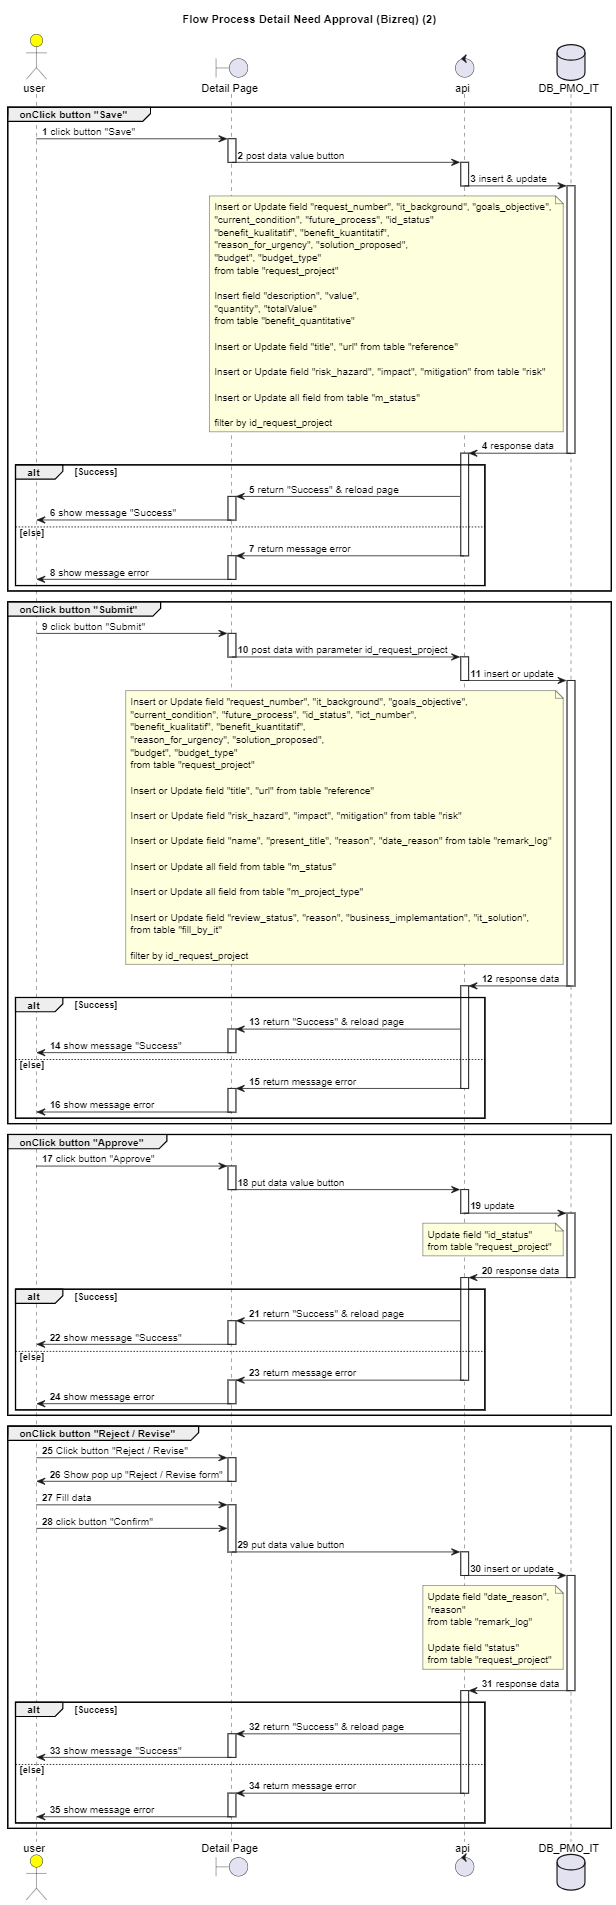 Flow Process Detail Need Approval (Bizreq) (2)
user
Detail Page
api
DB_PMO_IT
onClick button "Save"
1 click button "Save"
2 post data value button
3 insert & update
Insert or Update field "request_number", "it_background", "goals_objective",
"current_condition", "future_process", "id_status"
"benefit_kualitatif", "benefit_kuantitatif",
"reason_for_urgency", "solution_proposed",
"budget", "budget_type"
from table "request_project"
Insert field "description", "value",
"quantity", "totalValue"
from table "benefit_quantitative"
Insert or Update field "title", "url" from table "reference"
Insert or Update field "risk_hazard", "impact", "mitigation" from table "risk"
Insert or Update all field from table "m_status"
filter by id_request_project
4 response data
alt
[Success]
5 return "Success" & reload page
6 show message "Success"
[else]
7 return message error
8 show message error
onClick button "Submit"
9 click button "Submit"
10 post data with parameter id_request_project
11 insert or update
Insert or Update field "request_number", "it_background", "goals_objective",
"current_condition", "future_process", "id_status", "ict_number",
"benefit_kualitatif", "benefit_kuantitatif",
"reason_for_urgency", "solution_proposed",
"budget", "budget_type"
from table "request_project"
Insert or Update field "title", "url" from table "reference"
Insert or Update field "risk_hazard", "impact", "mitigation" from table "risk"
Insert or Update field "name", "present_title", "reason", "date_reason" from table "remark_log"
Insert or Update all field from table "m_status"
Insert or Update all field from table "m_project_type"
Insert or Update field "review_status", "reason", "business_implemantation", "it_solution",
from table "fill_by_it"
filter by id_request_project
12 response data
alt
[Success]
13 return "Success" & reload page
14 show message "Success"
[else]
15 return message error
16 show message error
onClick button "Approve"
17 click button "Approve"
18 put data value button
19 update
Update field "id_status"
from table "request_project"
20 response data
alt
[Success]
21 return "Success" & reload page
22 show message "Success"
[else]
23 return message error
24 show message error
onClick button "Reject / Revise"
25 Click button "Reject / Revise"
26 Show pop up "Reject / Revise form"
27 Fill data
28 click button "Confirm"
29 put data value button
30 insert or update
Update field "date_reason",
"reason"
from table "remark_log"
Update field "status"
from table "request_project"
31 response data
alt
[Success]
32 return "Success" & reload page
33 show message "Success"
[else]
34 return message error
35 show message error
user
Detail Page
api
DB_PMO_IT